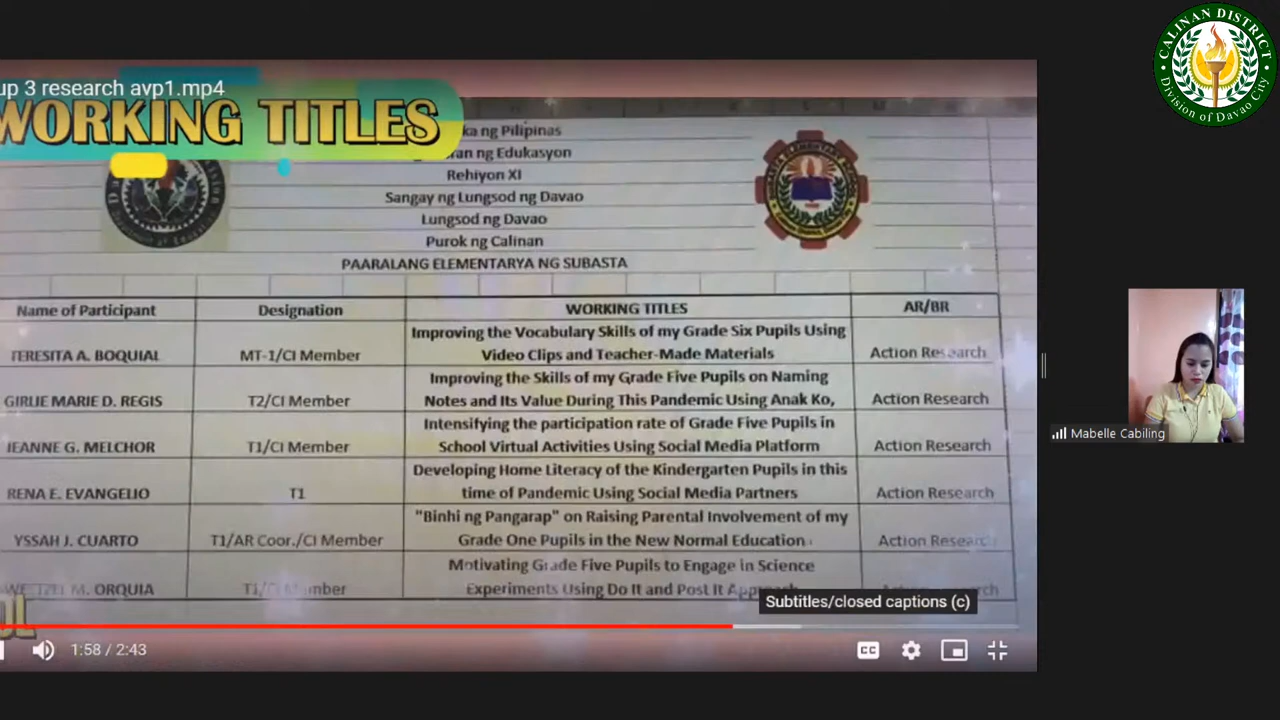 CALINAN DISTRICT
Division of Davao City
up 3 research avp1.mp4
WORKING TITLES
ka ng Pilipinas
ran ng Edukasyon
Rehiyon XI
Sangay ng Lungsod ng Davao
Lungsod ng Davao
Purok ng Calinan
PAARALANG ELEMENTARYA NG SUBASTA
Name of Participant Designation WORKING TITLES AR/BR
TERESITA A. BOQUIAL MT-1/CI Member Improving the Vocabulary Skills of my Grade Six Pupils Using Action Research
Video Clips and Teacher-Made Materials
GIRLIE MARIE D. REGIS T2/CI Member Improving the Skills of my Grade Five Pupils on Naming Action Research
Notes and Its Value During This Pandemic Using Anak Ko,
JEANNE G. MELCHOR T1/CI Member Intensifying the participation rate of Grade Five Pupils in Action Research
School Virtual Activities Using Social Media Platform
RENA E. EVANGELIO T1 Developing Home Literacy of the Kindergarten Pupils in this Action Research
time of Pandemic Using Social Media Partners
YSSAH J. CUARTO T1/AR Coor./CI Member "Binhi ng Pangarap" on Raising Parental Involvement of my Action Research
Grade One Pupils in the New Normal Education
M. ORQUIA T1/CI Member Motivating Grade Five Pupils to Engage in Science
Experiments Using Do It and Post It
Subtitles/closed captions (c)
1:58 / 2:43
CC
Mabelle Cabiling